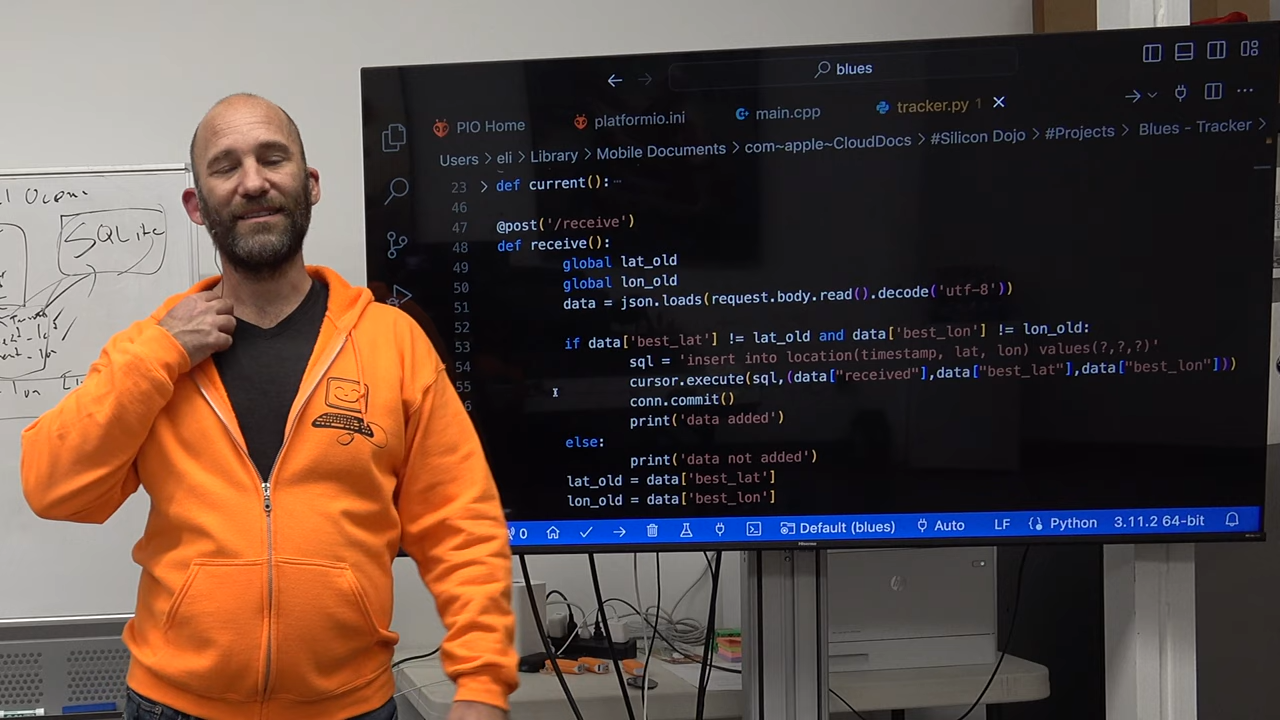 blues
PIO Home
platformio.ini
main.cpp
tracker.py 1
Users > eli > Library > Mobile Documents > com~apple~CloudDocs > #Silicon Dojo > #Projects > Blues - Tracker >
23 > def current(): ···
46
47 @post('/receive')
48 def receive():
49 global lat_old
50 global lon_old
51 data = json.loads(request.body.read().decode('utf-8'))
52
53 if data['best_lat'] != lat_old and data['best_lon'] != lon_old:
54 sql = 'insert into location(timestamp, lat, lon) values(?,?,?)'
55 cursor.execute(sql,(data["received"],data["best_lat"],data["best_lon"]))
conn.commit()
print('data added')
else:
print('data not added')
lat_old = data['best_lat']
lon_old = data['best_lon']
0 Default (blues) Auto LF Python 3.11.2 64-bit
SQLite
Hisense
hp